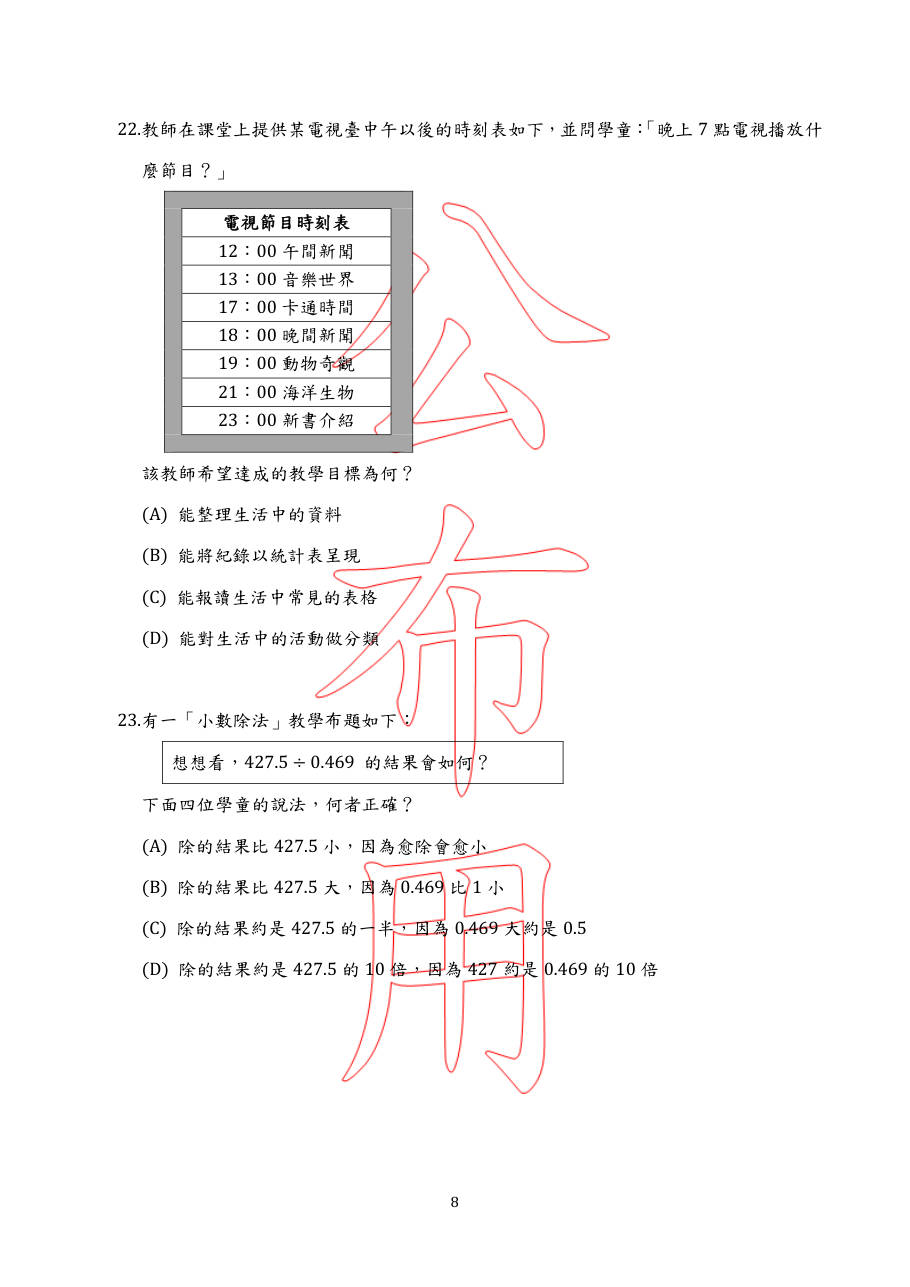 22.教師在課堂上提供某電視臺中午以後的時刻表如下，並問學童：「晚上 7 點電視播放什
麼節目？」
電視節目時刻表
12：00 午間新聞
13：00 音樂世界
17：00 卡通時間
18：00 晚間新聞
19：00 動物奇觀
21：00 海洋生物
23：00 新書介紹
該教師希望達成的教學目標為何？
(A) 能整理生活中的資料
(B) 能將紀錄以統計表呈現
(C) 能報讀生活中常見的表格
(D) 能對生活中的活動做分類
23.有一「小數除法」教學布題如下：
想想看，427.5 ÷ 0.469 的結果會如何？
下面四位學童的說法，何者正確？
(A) 除的結果比 427.5 小，因為愈除會愈小
(B) 除的結果比 427.5 大，因為 0.469 比 1 小
(C) 除的結果約是 427.5 的一半，因為 0.469 大約是 0.5
(D) 除的結果約是 427.5 的 10 倍，因為 427 約是 0.469 的 10 倍
公
布
用
8